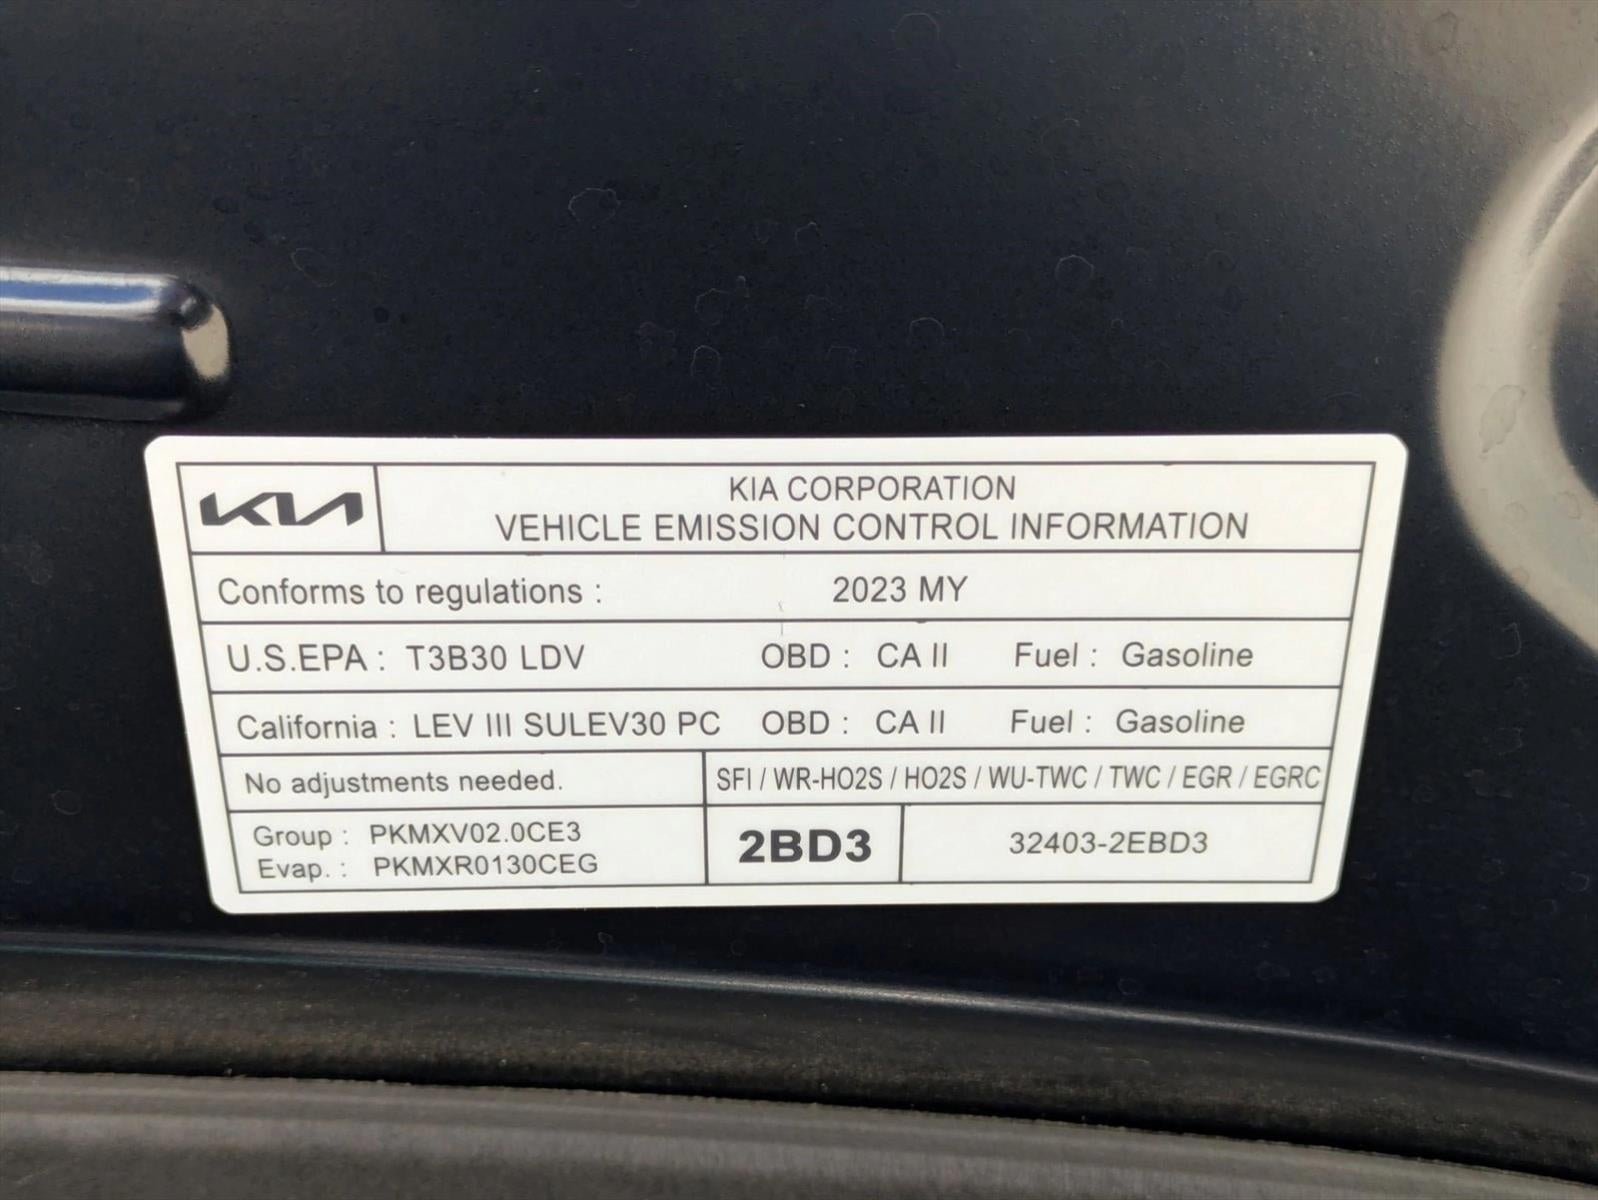 KIA
KIA CORPORATION
VEHICLE EMISSION CONTROL INFORMATION
Conforms to regulations : 2023 MY
U.S.EPA : T3B30 LDV OBD : CA II Fuel : Gasoline
California : LEV III SULEV30 PC OBD : CA II Fuel : Gasoline
No adjustments needed. SFI / WR-HO2S / HO2S / WU-TWC / TWC / EGR / EGRC
Group : PKMXV02.0CE3
Evap. : PKMXR0130CEG
2BD3
32403-2EBD3